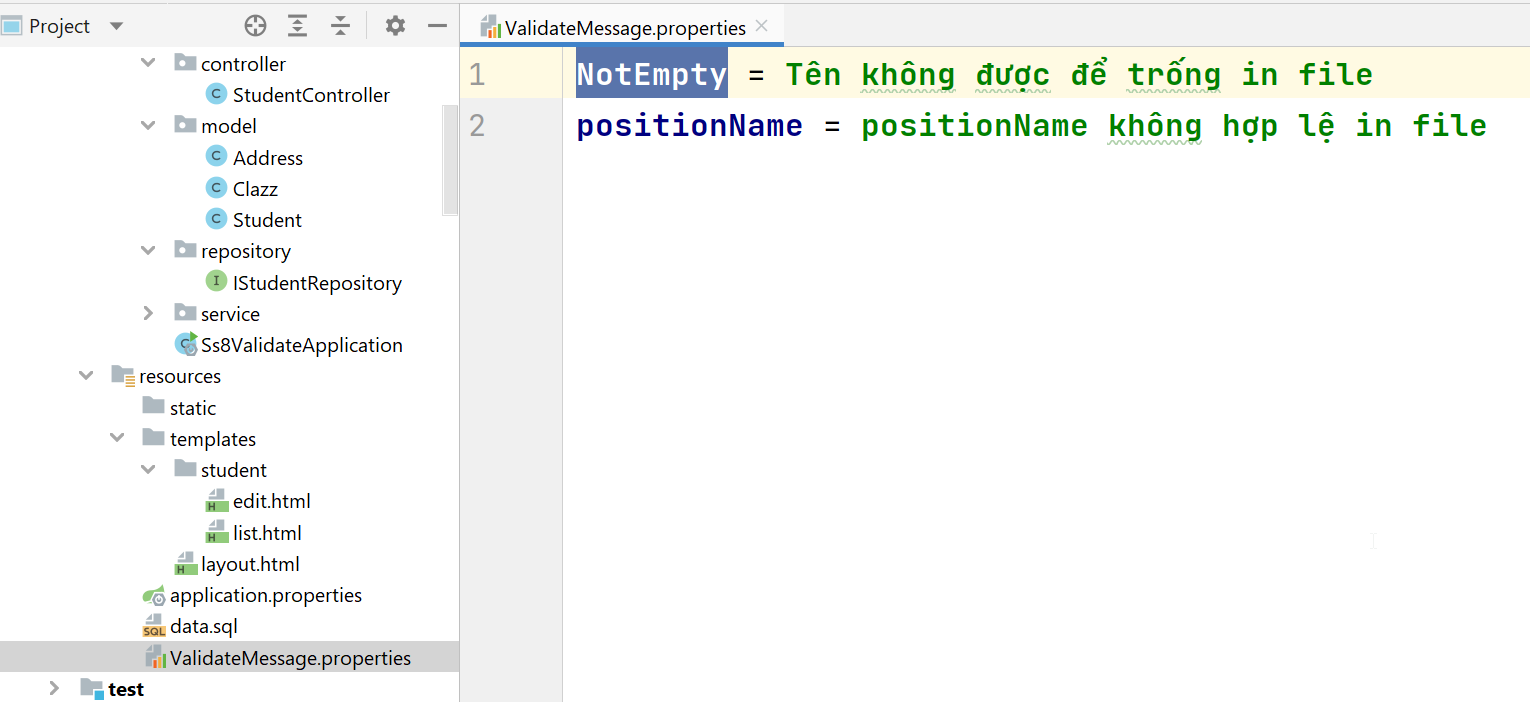 Project
controller
C StudentController
model
C Address
C Clazz
C Student
repository
I IStudentRepository
service
C Ss8ValidateApplication
resources
static
templates
student
H edit.html
H list.html
H layout.html
application.properties
SQL data.sql
ValidateMessage.properties
test
ValidateMessage.properties
1 NotEmpty = Tên không được để trống in file
2 positionName = positionName không hợp lệ in file